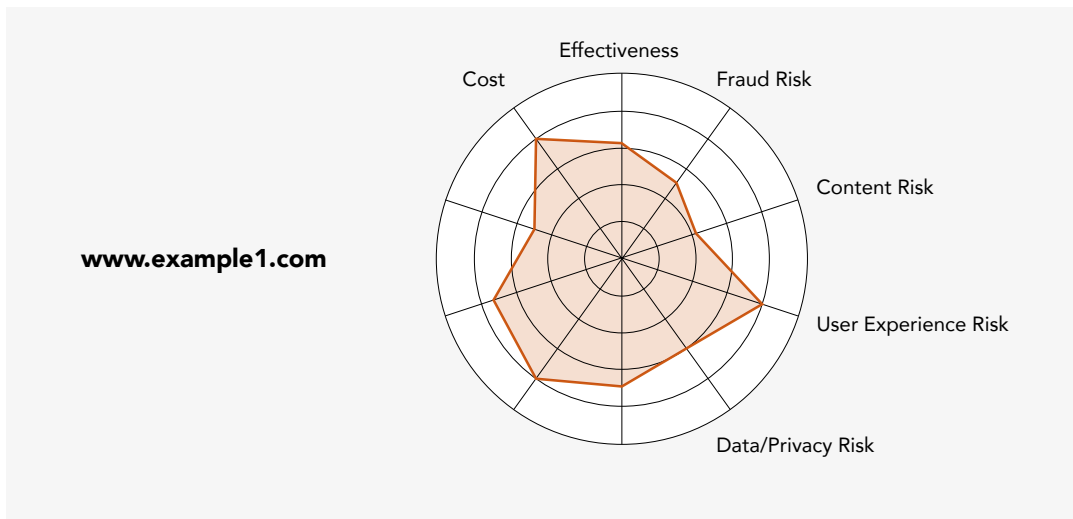 Effectiveness
Cost
Fraud Risk
Content Risk
www.example1.com
User Experience Risk
Data/Privacy Risk